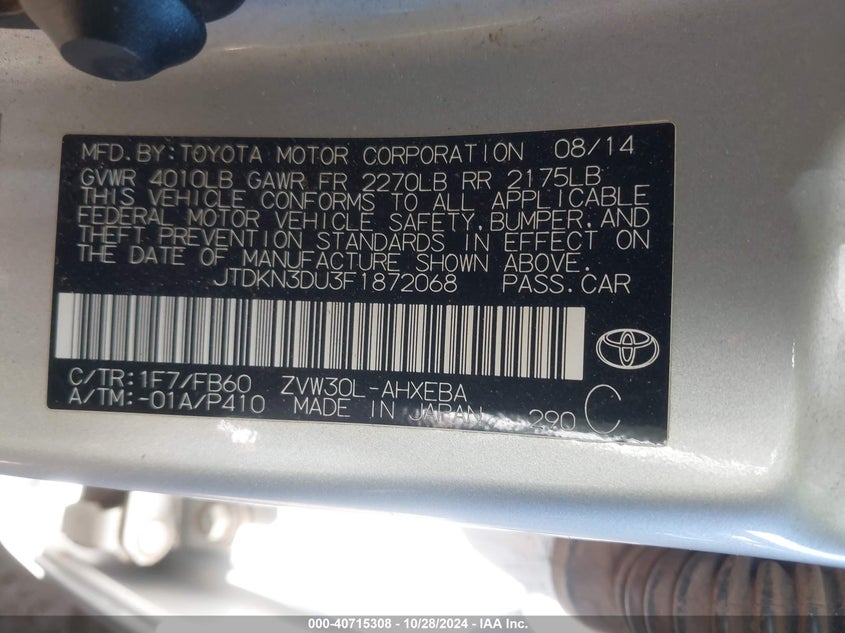 MFD. BY: TOYOTA MOTOR CORPORATION 08/14
GVWR 4010LB GAWR FR 2270LB RR 2175LB
THIS VEHICLE CONFORMS TO ALL APPLICABLE
FEDERAL MOTOR VEHICLE SAFETY, BUMPER, AND
THEFT PREVENTION STANDARDS IN EFFECT ON
THE DATE OF MANUFACTURE SHOWN ABOVE.
JTDKN3DU3F1872068 PASS. CAR
C/TR: 1F7/FB60 ZVW30L-AHXEBA
A/TM: -01A/P410 MADE IN JAPAN 290 C
000-40715308 - 10/28/2024 - IAA Inc.